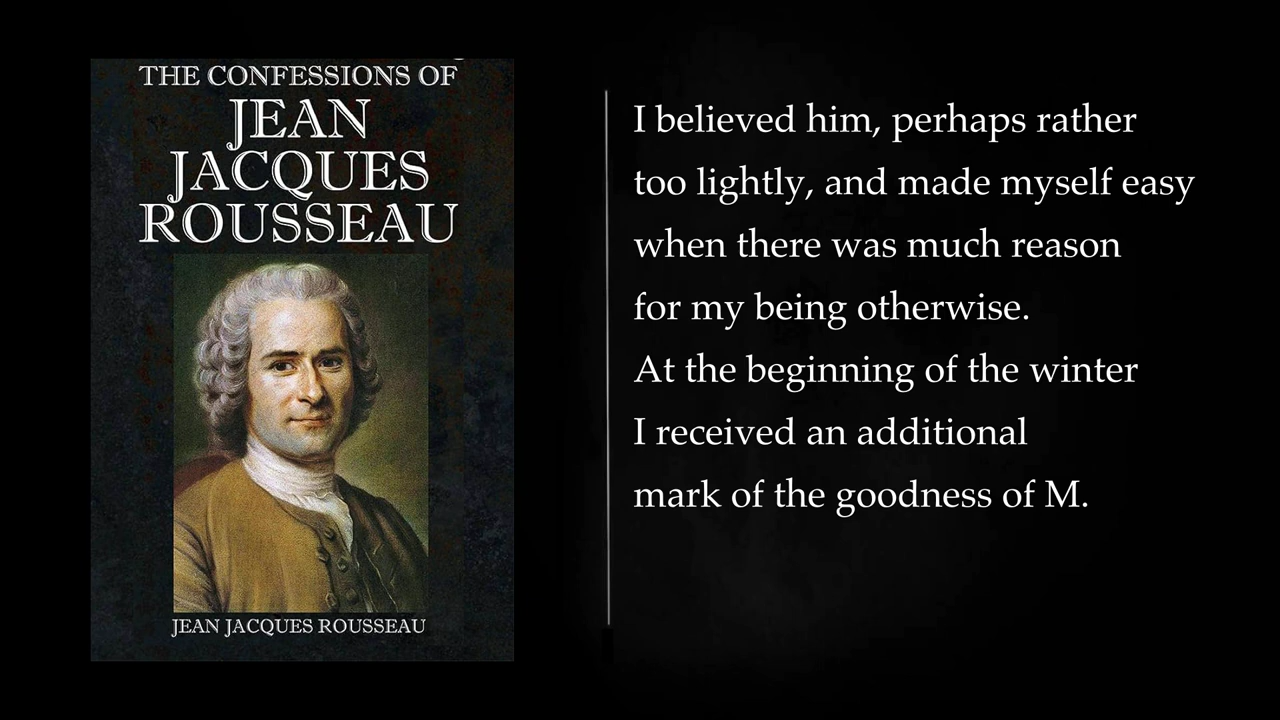 THE CONFESSIONS OF
JEAN
JACQUES
ROUSSEAU
JEAN JACQUES ROUSSEAU
I believed him, perhaps rather
too lightly, and made myself easy
when there was much reason
for my being otherwise.
At the beginning of the winter
I received an additional
mark of the goodness of M.